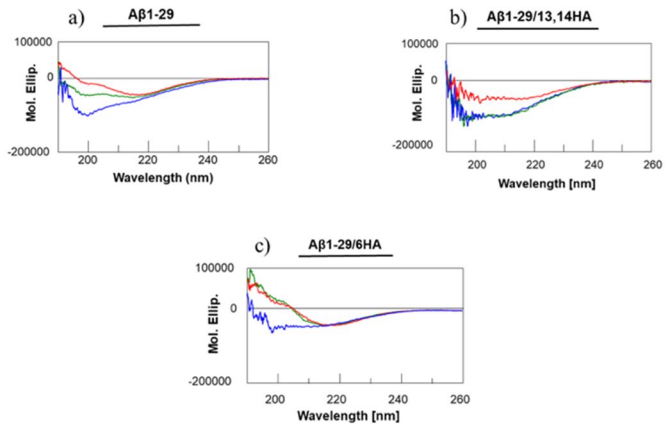 a)
Aβ1-29
100000
0
-200000
Mol. Ellip.
200
220
240
260
Wavelength (nm)
b)
Aβ1-29/13,14HA
100000
0
-200000
Mol. Ellip.
200
220
240
260
Wavelength [nm]
c)
Aβ1-29/6HA
100000
0
-200000
Mol. Ellip.
200
220
240
260
Wavelength [nm]